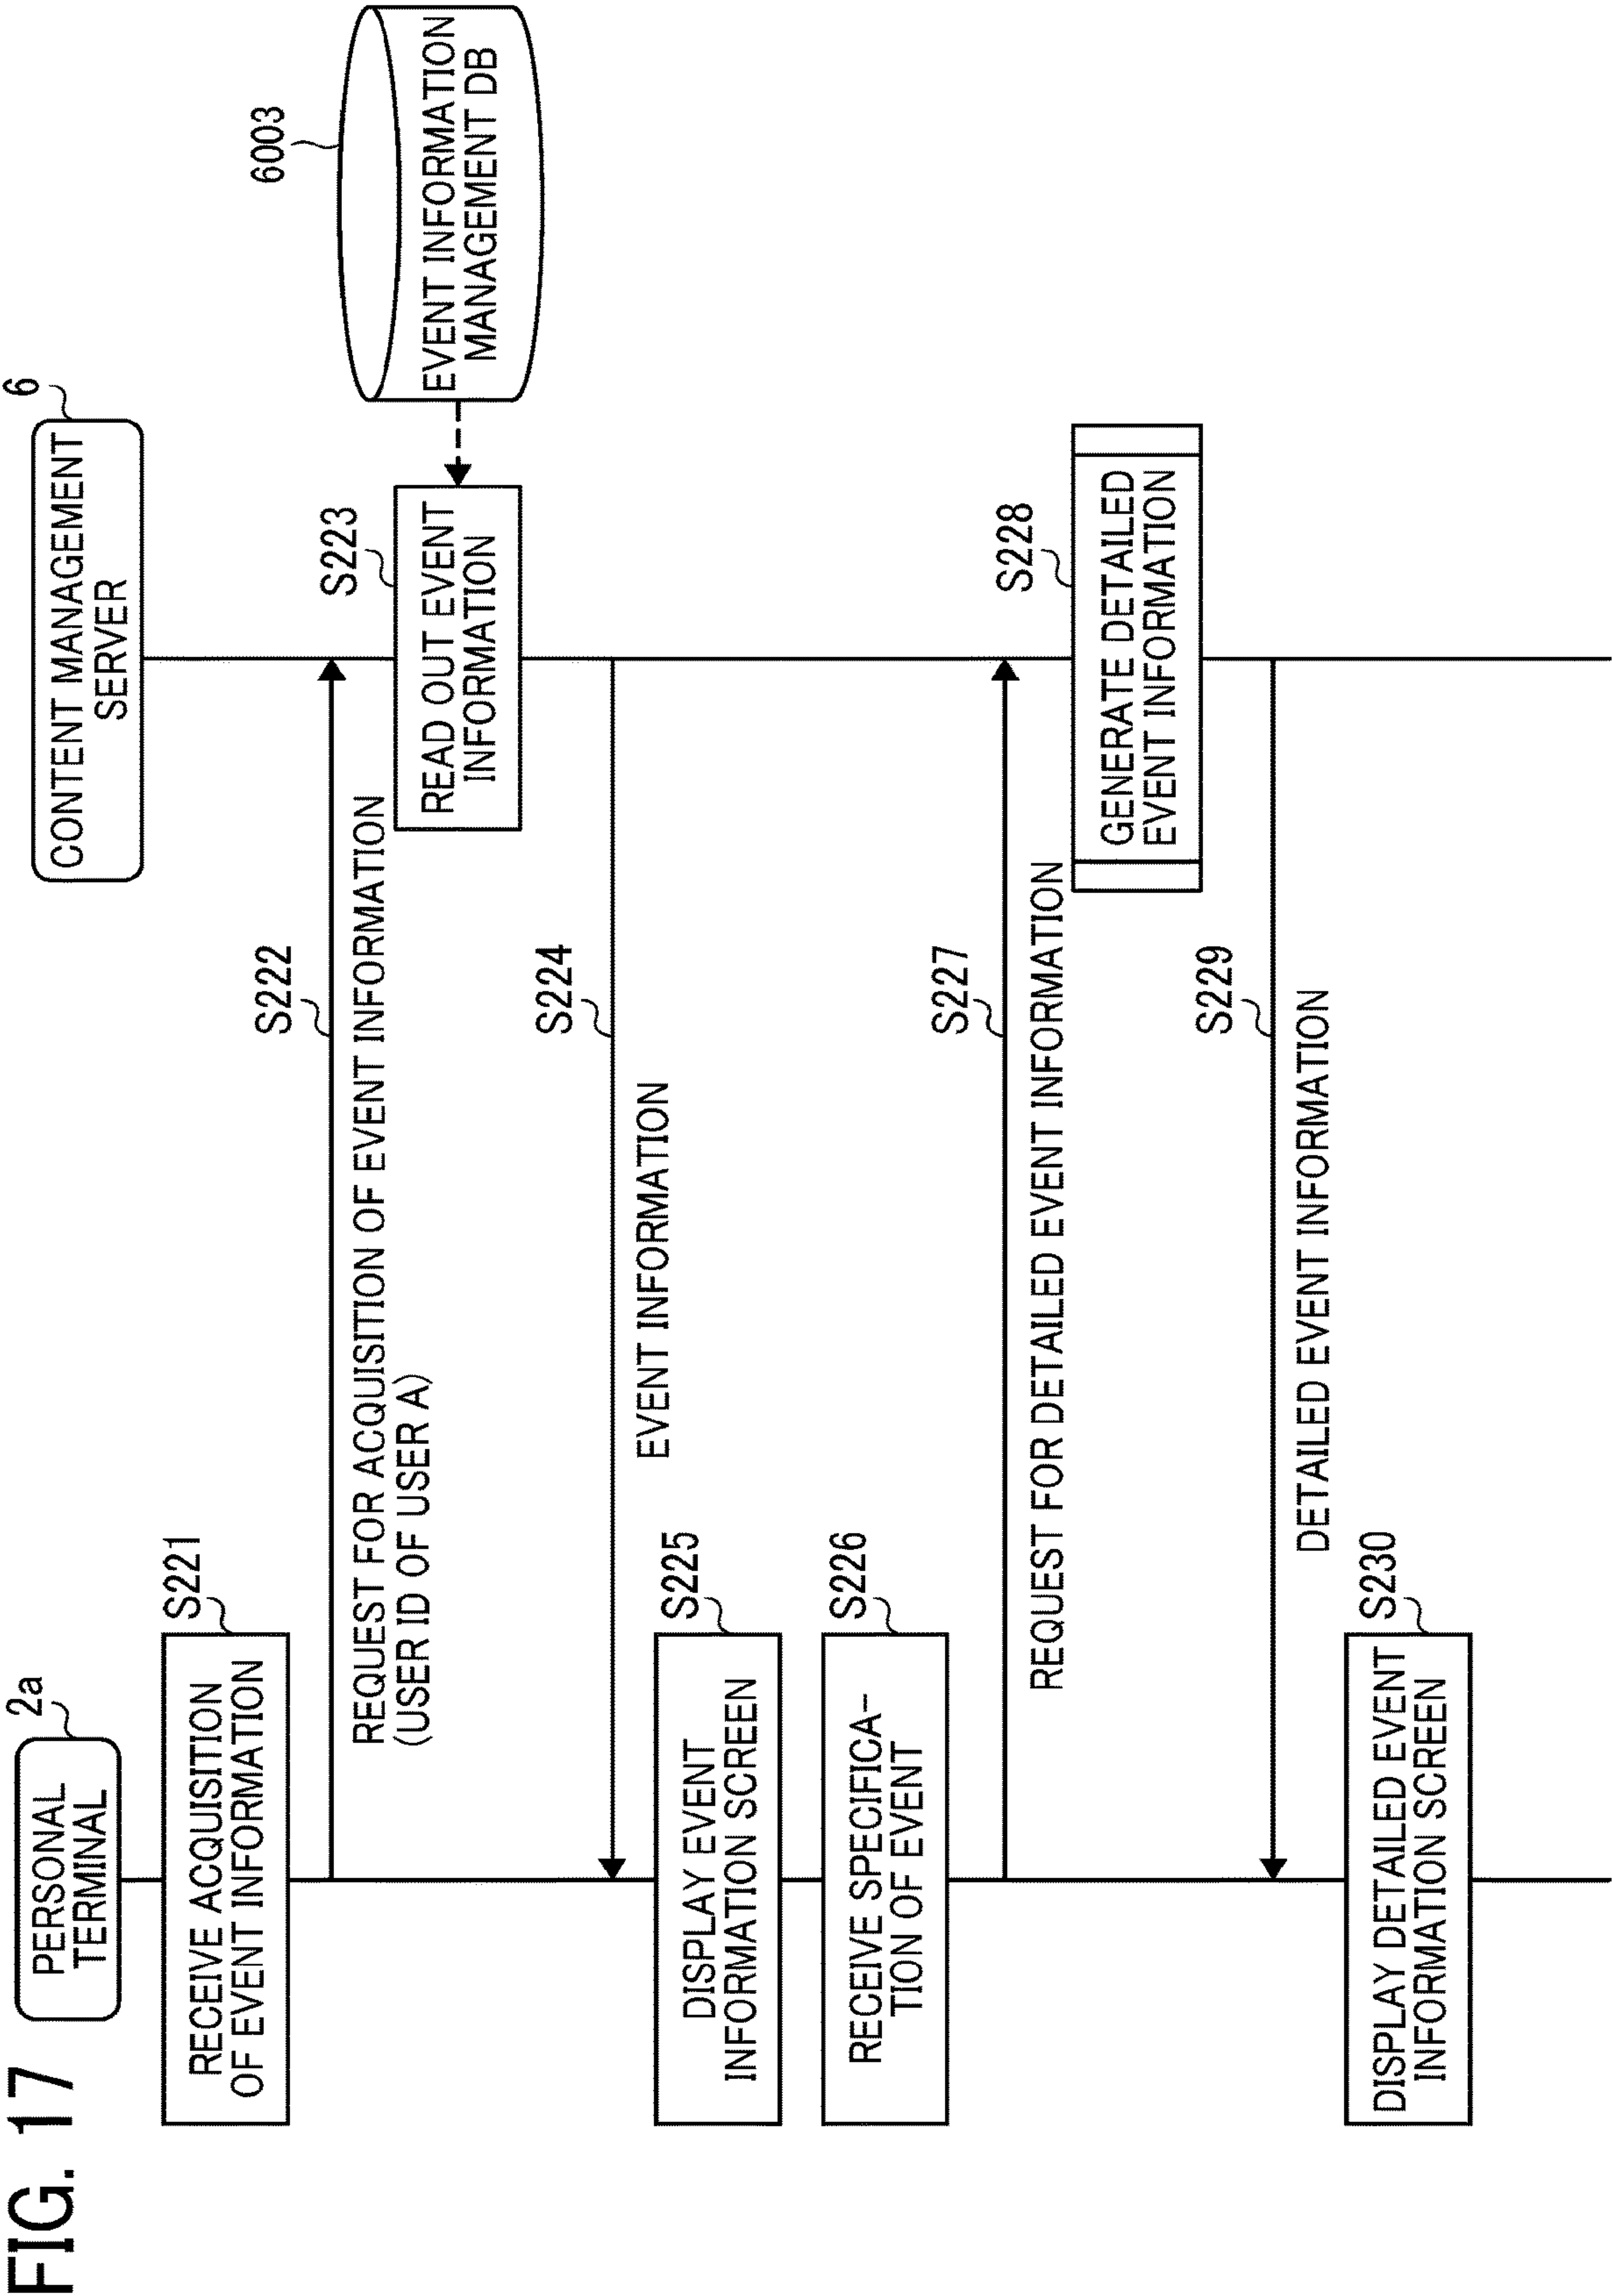 FIG. 17
PERSONAL
TERMINAL
2a
CONTENT MANAGEMENT
SERVER
6
S221
RECEIVE ACQUISITION
OF EVENT INFORMATION
S222
REQUEST FOR ACQUISITION OF EVENT INFORMATION
(USER ID OF USER A)
S223
READ OUT EVENT
INFORMATION
6003
EVENT INFORMATION
MANAGEMENT DB
S224
EVENT INFORMATION
S225
DISPLAY EVENT
INFORMATION SCREEN
S226
RECEIVE SPECIFICA-
TION OF EVENT
S227
REQUEST FOR DETAILED EVENT INFORMATION
S228
GENERATE DETAILED
EVENT INFORMATION
S229
DETAILED EVENT INFORMATION
S230
DISPLAY DETAILED EVENT
INFORMATION SCREEN